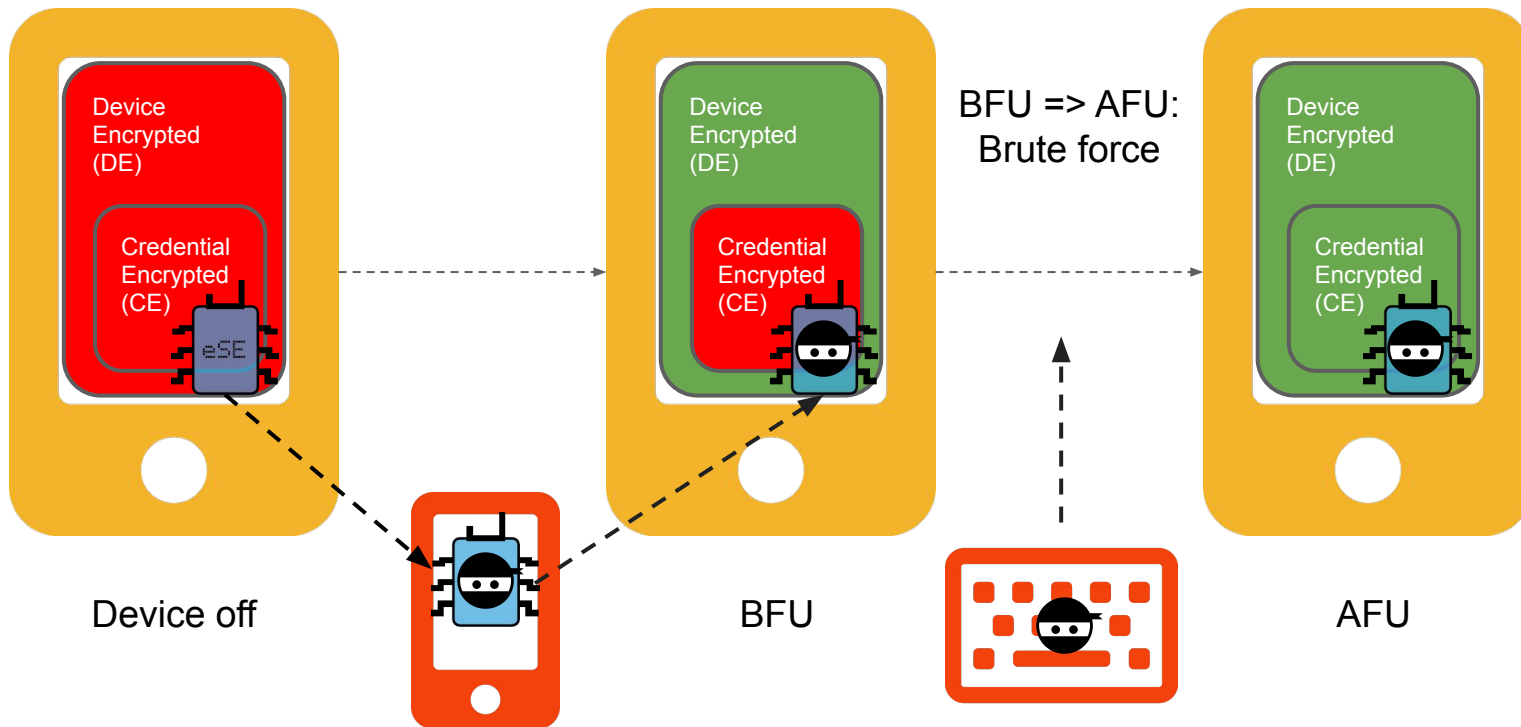 Device
Encrypted
(DE)
Credential
Encrypted
(CE)
eSE
Device off
Device
Encrypted
(DE)
Credential
Encrypted
(CE)
BFU
BFU => AFU:
Brute force
Device
Encrypted
(DE)
Credential
Encrypted
(CE)
AFU